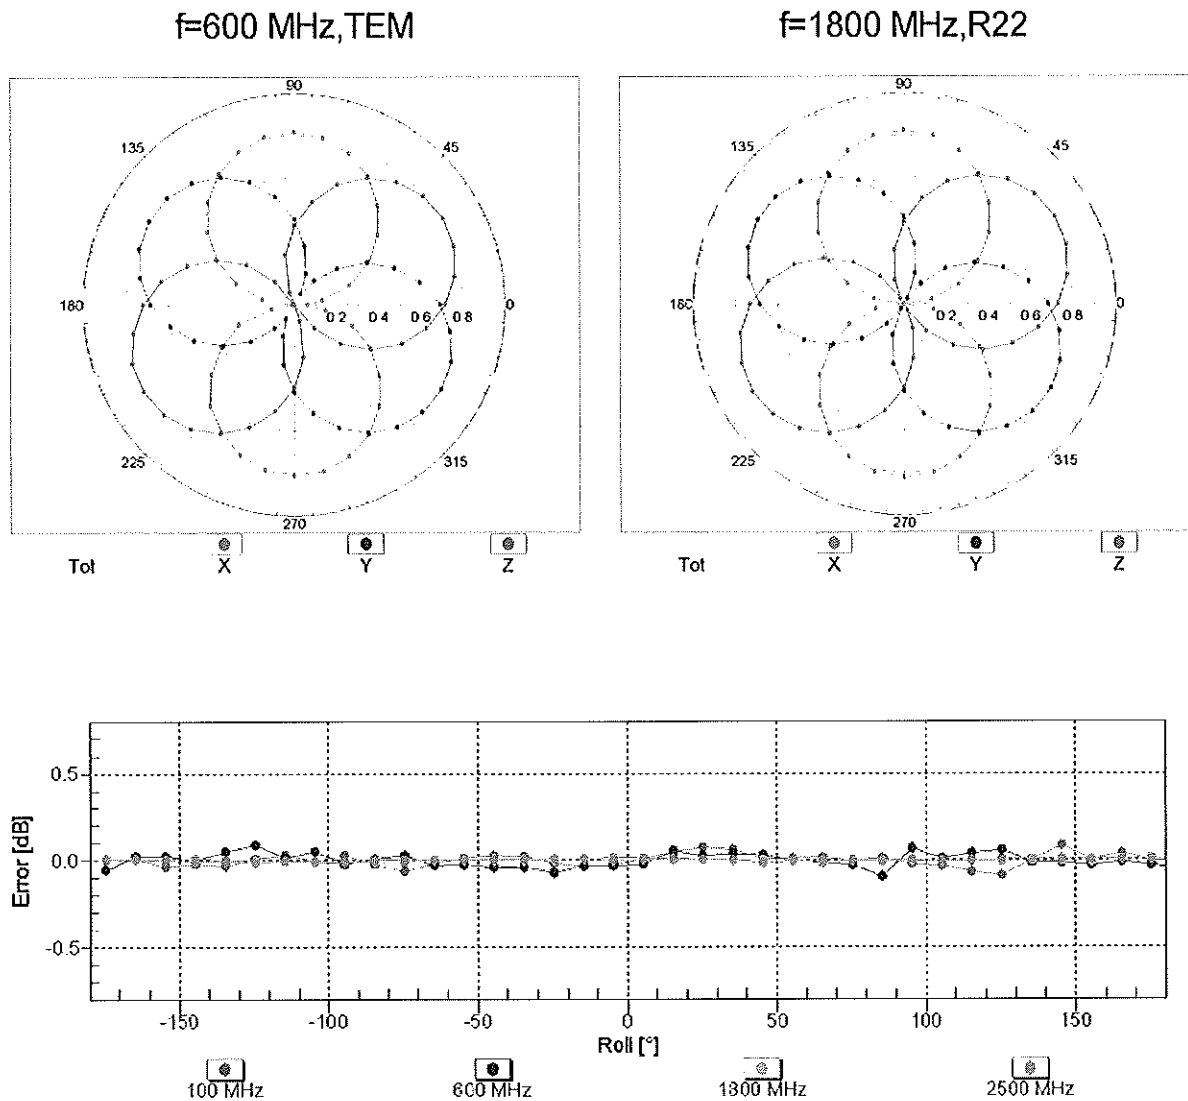 f=600 MHz,TEM
f=1800 MHz,R22
90
135
45
180
0
0.2 0.4 0.6 0.8
225
315
270
Tot X Y Z
90
135
45
180
0
0.2 0.4 0.6 0.8
225
315
270
Tot X Y Z
Error [dB]
0.5
0.0
-0.5
-150 -100 -50 0 50 100 150
Roll [°]
100 MHz 600 MHz 1800 MHz 2500 MHz